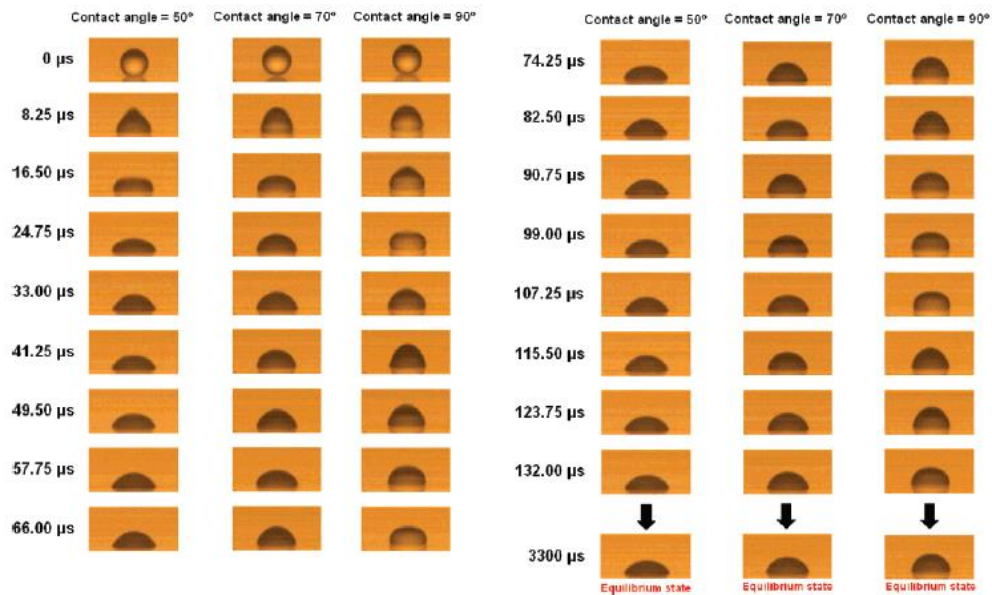 Contact angle = 50° Contact angle = 70° Contact angle = 90°
0 µs
8.25 µs
16.50 µs
24.75 µs
33.00 µs
41.25 µs
49.50 µs
57.75 µs
66.00 µs
Contact angle = 50° Contact angle = 70° Contact angle = 90°
74.25 µs
82.50 µs
90.75 µs
99.00 µs
107.25 µs
115.50 µs
123.75 µs
132.00 µs
3300 µs
Equilibrium state Equilibrium state Equilibrium state